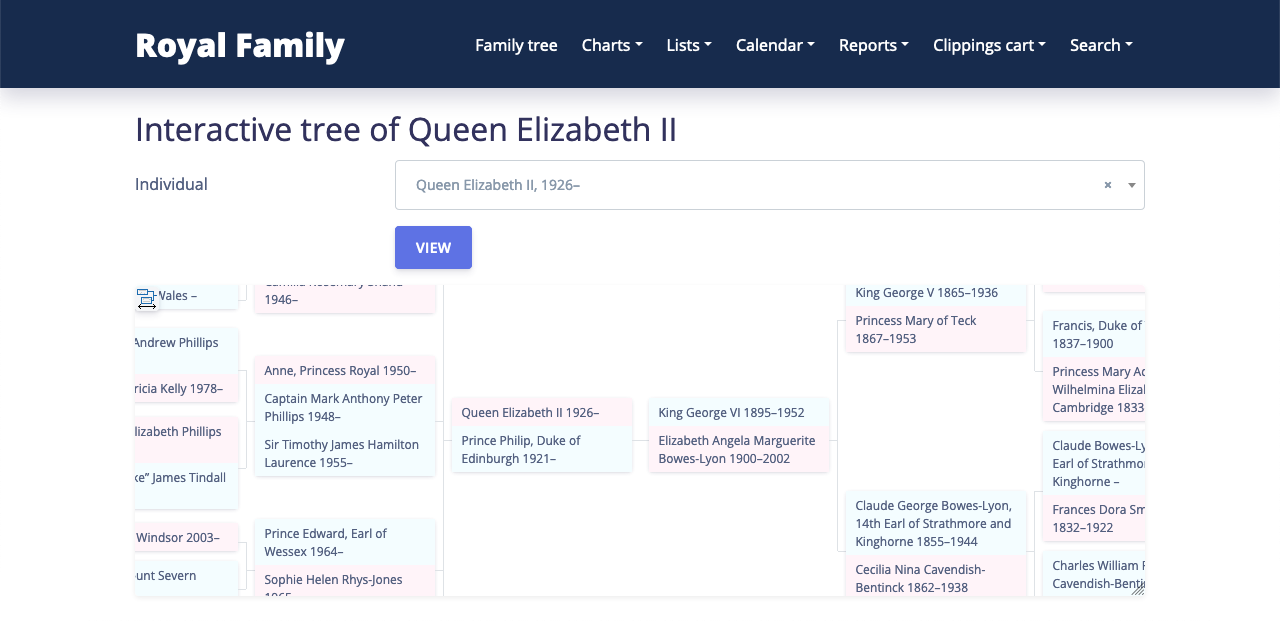 Royal Family
Family tree
Charts
Lists
Calendar
Reports
Clippings cart
Search
Interactive tree of Queen Elizabeth II
Individual
Queen Elizabeth II, 1926–
×
VIEW
Wales –
1946–
Andrew Phillips
ricia Kelly 1978–
lizabeth Phillips
ke” James Tindall
Windsor 2003–
unt Severn
Anne, Princess Royal 1950–
Captain Mark Anthony Peter
Phillips 1948–
Sir Timothy James Hamilton
Laurence 1955–
Prince Edward, Earl of
Wessex 1964–
Sophie Helen Rhys-Jones
Queen Elizabeth II 1926–
Prince Philip, Duke of
Edinburgh 1921–
King George VI 1895–1952
Elizabeth Angela Marguerite
Bowes-Lyon 1900–2002
King George V 1865–1936
Princess Mary of Teck
1867–1953
Claude George Bowes-Lyon,
14th Earl of Strathmore and
Kinghorne 1855–1944
Cecilia Nina Cavendish-
Bentinck 1862–1938
Francis, Duke of
1837–1900
Princess Mary Ad
Wilhelmina Elizal
Cambridge 1833
Claude Bowes-Ly
Earl of Strathmor
Kinghorne –
Frances Dora Sm
1832–1922
Charles William F
Cavendish-Bentin